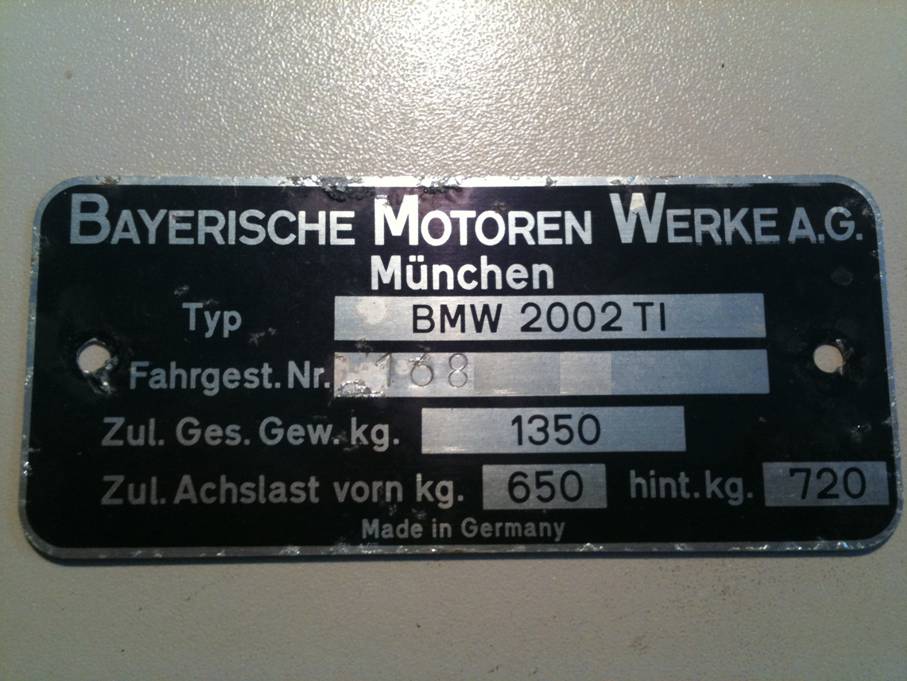 BAYERISCHE MOTOREN WERKE A.G.
München
Typ BMW 2002 TI
Fahrgest. Nr. 168
Zul. Ges. Gew. kg. 1350
Zul. Achslast vorn kg. 650 hint. kg. 720
Made in Germany